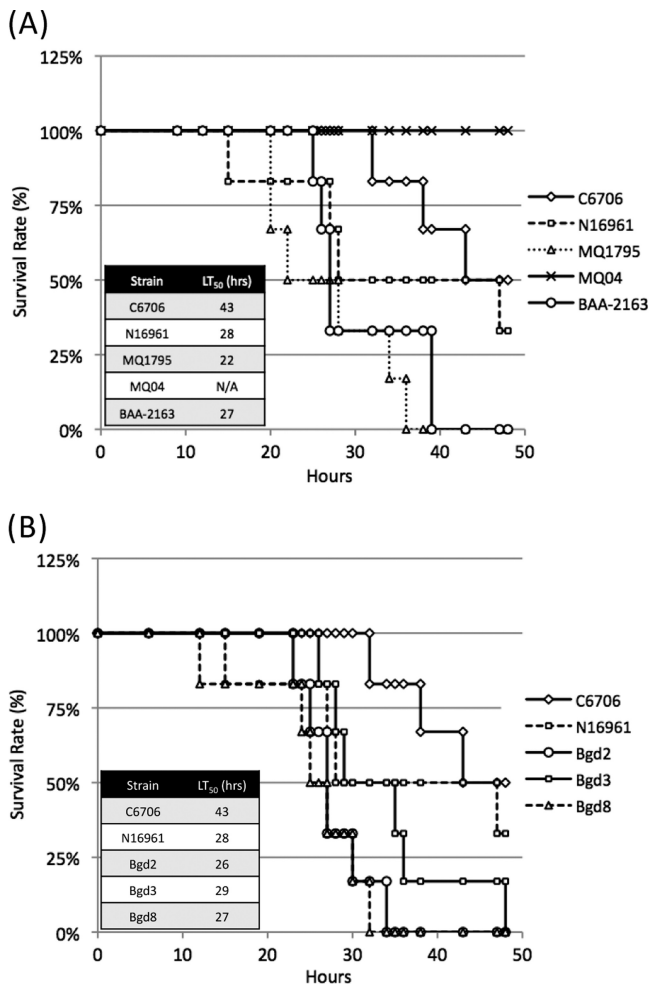 (A)
125%
100%
75%
50%
25%
0%
Survival Rate (%)
0 10 20 30 40 50
Hours
C6706
N16961
MQ1795
MQ04
BAA-2163
Strain LT50 (hrs)
C6706 43
N16961 28
MQ1795 22
MQ04 N/A
BAA-2163 27
(B)
125%
100%
75%
50%
25%
0%
Survival Rate (%)
0 10 20 30 40 50
Hours
C6706
N16961
Bgd2
Bgd3
Bgd8
Strain LT50 (hrs)
C6706 43
N16961 28
Bgd2 26
Bgd3 29
Bgd8 27